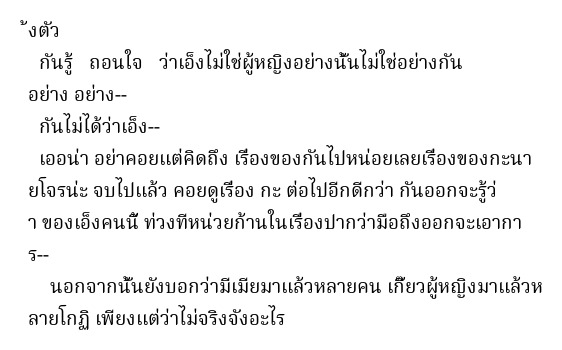 ้งตัว
กันรู้ ถอนใจ ว่าเอ็งไม่ใช่ผู้หญิงอย่างนั้นไม่ใช่อย่างกัน
อย่าง อย่าง--
กันไม่ได้ว่าเอ็ง--
เออน่า อย่าคอยแต่คิดถึง เรื่องของกันไปหน่อยเลยเรื่องของกะนา
ยโจรน่ะ จบไปแล้ว คอยดูเรื่อง กะ ต่อไปอีกดีกว่า กันออกจะรู้ว่
า ของเอ็งคนนี้ ท่วงทีหน่วยก้านในเรื่องปากว่ามือถึงออกจะเอากา
ร--
นอกจากนั้นยังบอกว่ามีเมียมาแล้วหลายคน เกี้ยวผู้หญิงมาแล้วห
ลายโกฏิ เพียงแต่ว่าไม่จริงจังอะไร